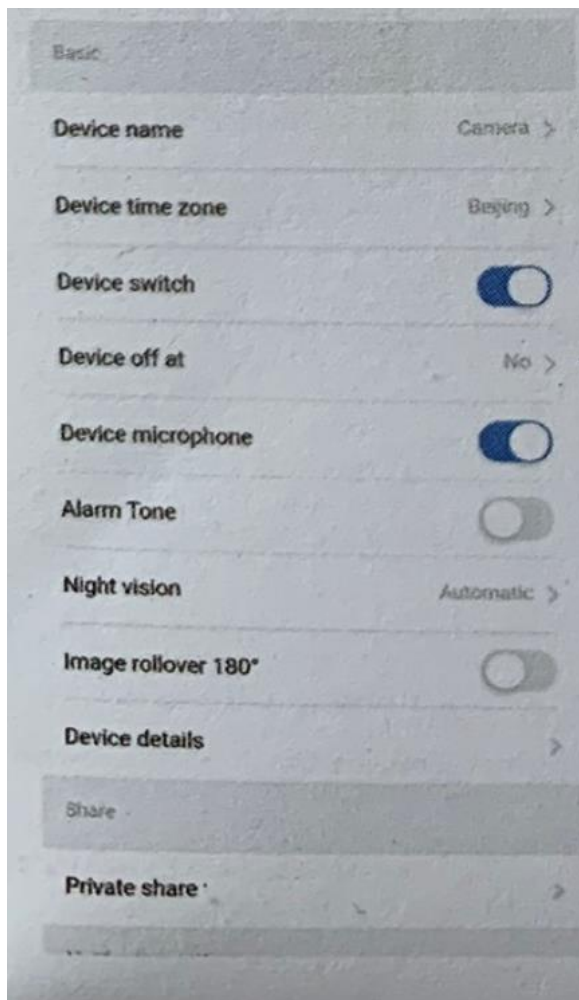 Basic
Device name Camera >
Device time zone Beijing >
Device switch
Device off at No >
Device microphone
Alarm Tone
Night vision Automatic >
Image rollover 180°
Device details >
Share
Private share >